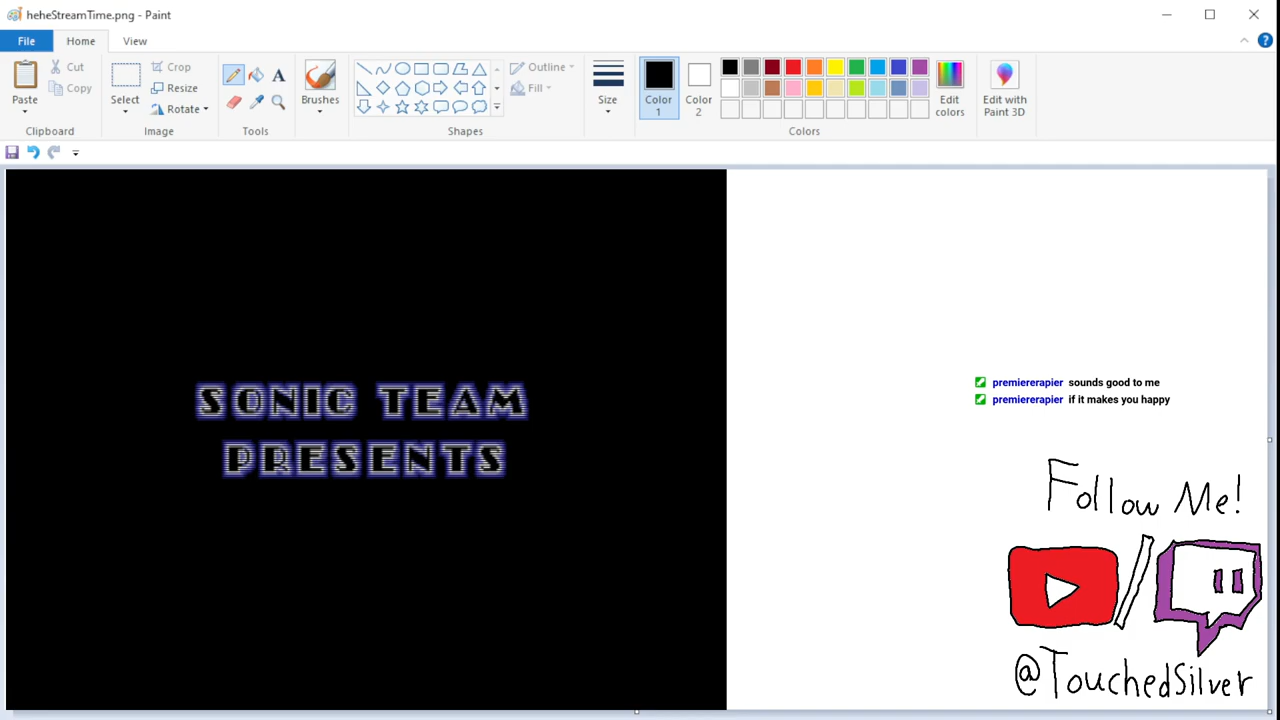 heheStreamTime.png - Paint
File Home View
Paste
Cut
Copy
Clipboard
Select
Crop
Resize
Rotate
Image
A
Tools
Brushes
Outline
Fill
Shapes
Size
Color 1
Color 2
Edit colors
Colors
Edit with Paint 3D
SONIC TEAM
PRESENTS
premiererapier sounds good to me
premiererapier if it makes you happy
Follow Me!
@TouchedSilver